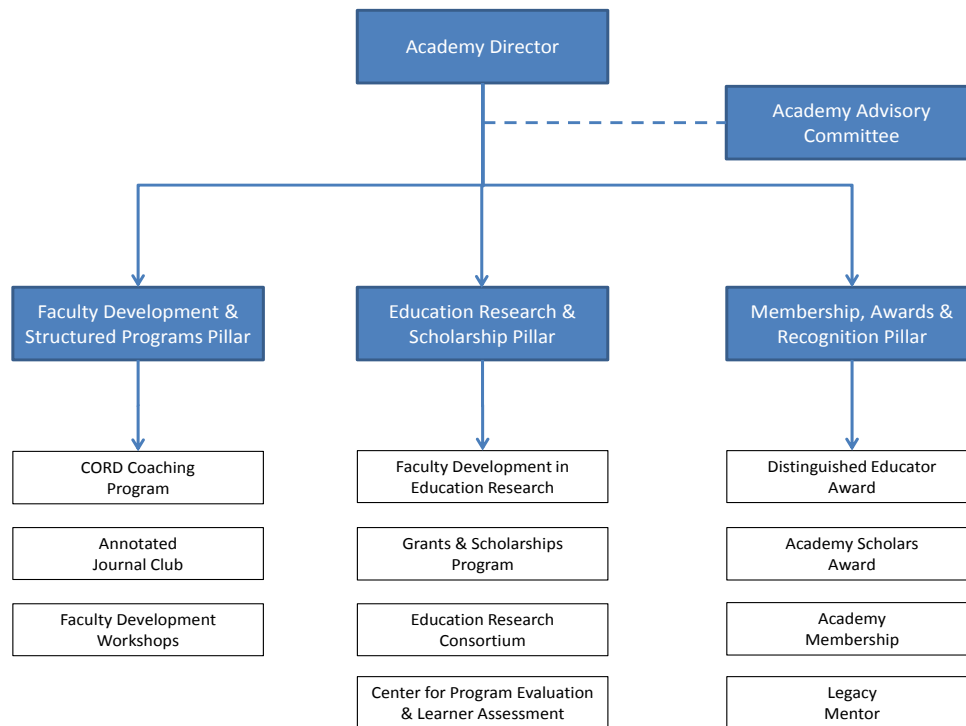 Academy Director
Academy Advisory
Committee
Faculty Development &
Structured Programs Pillar
Education Research &
Scholarship Pillar
Membership, Awards &
Recognition Pillar
CORD Coaching
Program
Annotated
Journal Club
Faculty Development
Workshops
Faculty Development in
Education Research
Grants & Scholarships
Program
Education Research
Consortium
Center for Program Evaluation
& Learner Assessment
Distinguished Educator
Award
Academy Scholars
Award
Academy
Membership
Legacy
Mentor